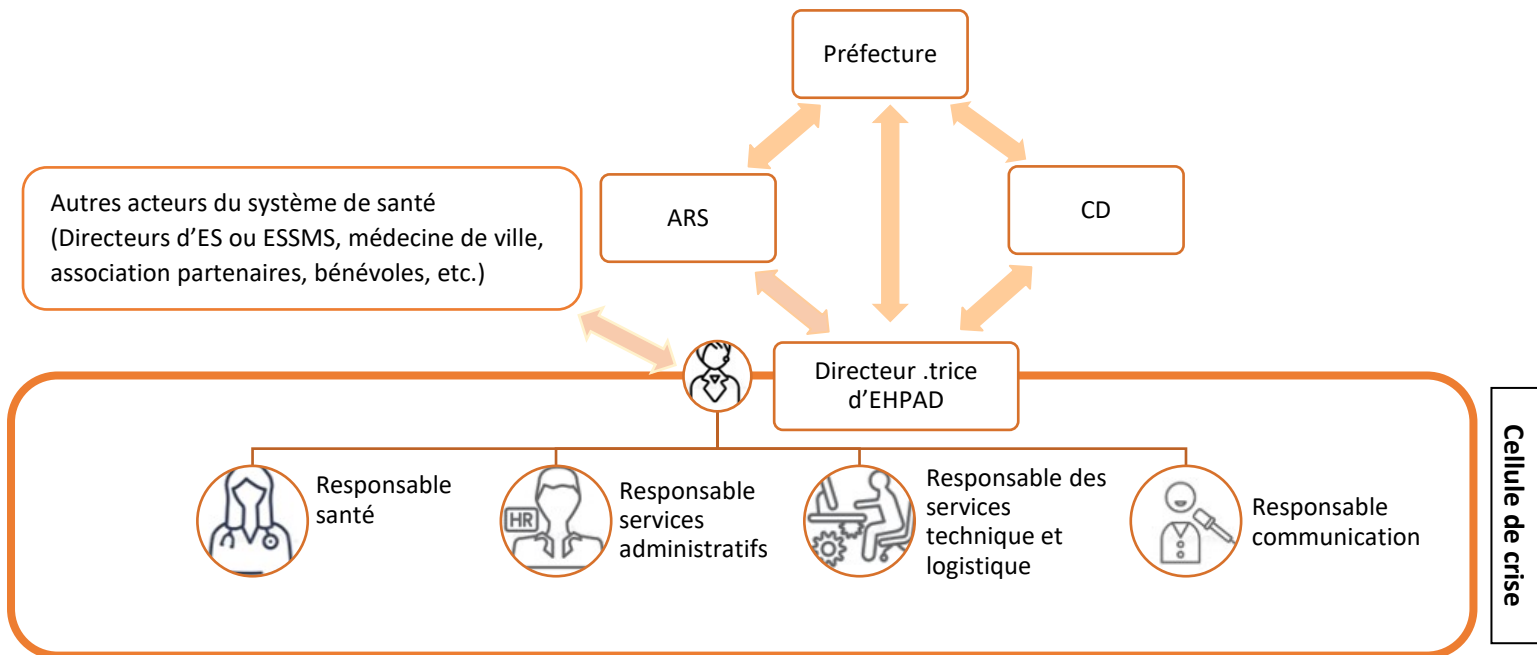 Préfecture
Autres acteurs du système de santé
(Directeurs d’ES ou ESSMS, médecine de ville,
association partenaires, bénévoles, etc.)
ARS
CD
Directeur .trice
d’EHPAD
Responsable
santé
HR
Responsable
services
administratifs
Responsable des
services
technique et
logistique
Responsable
communication
Cellule de crise